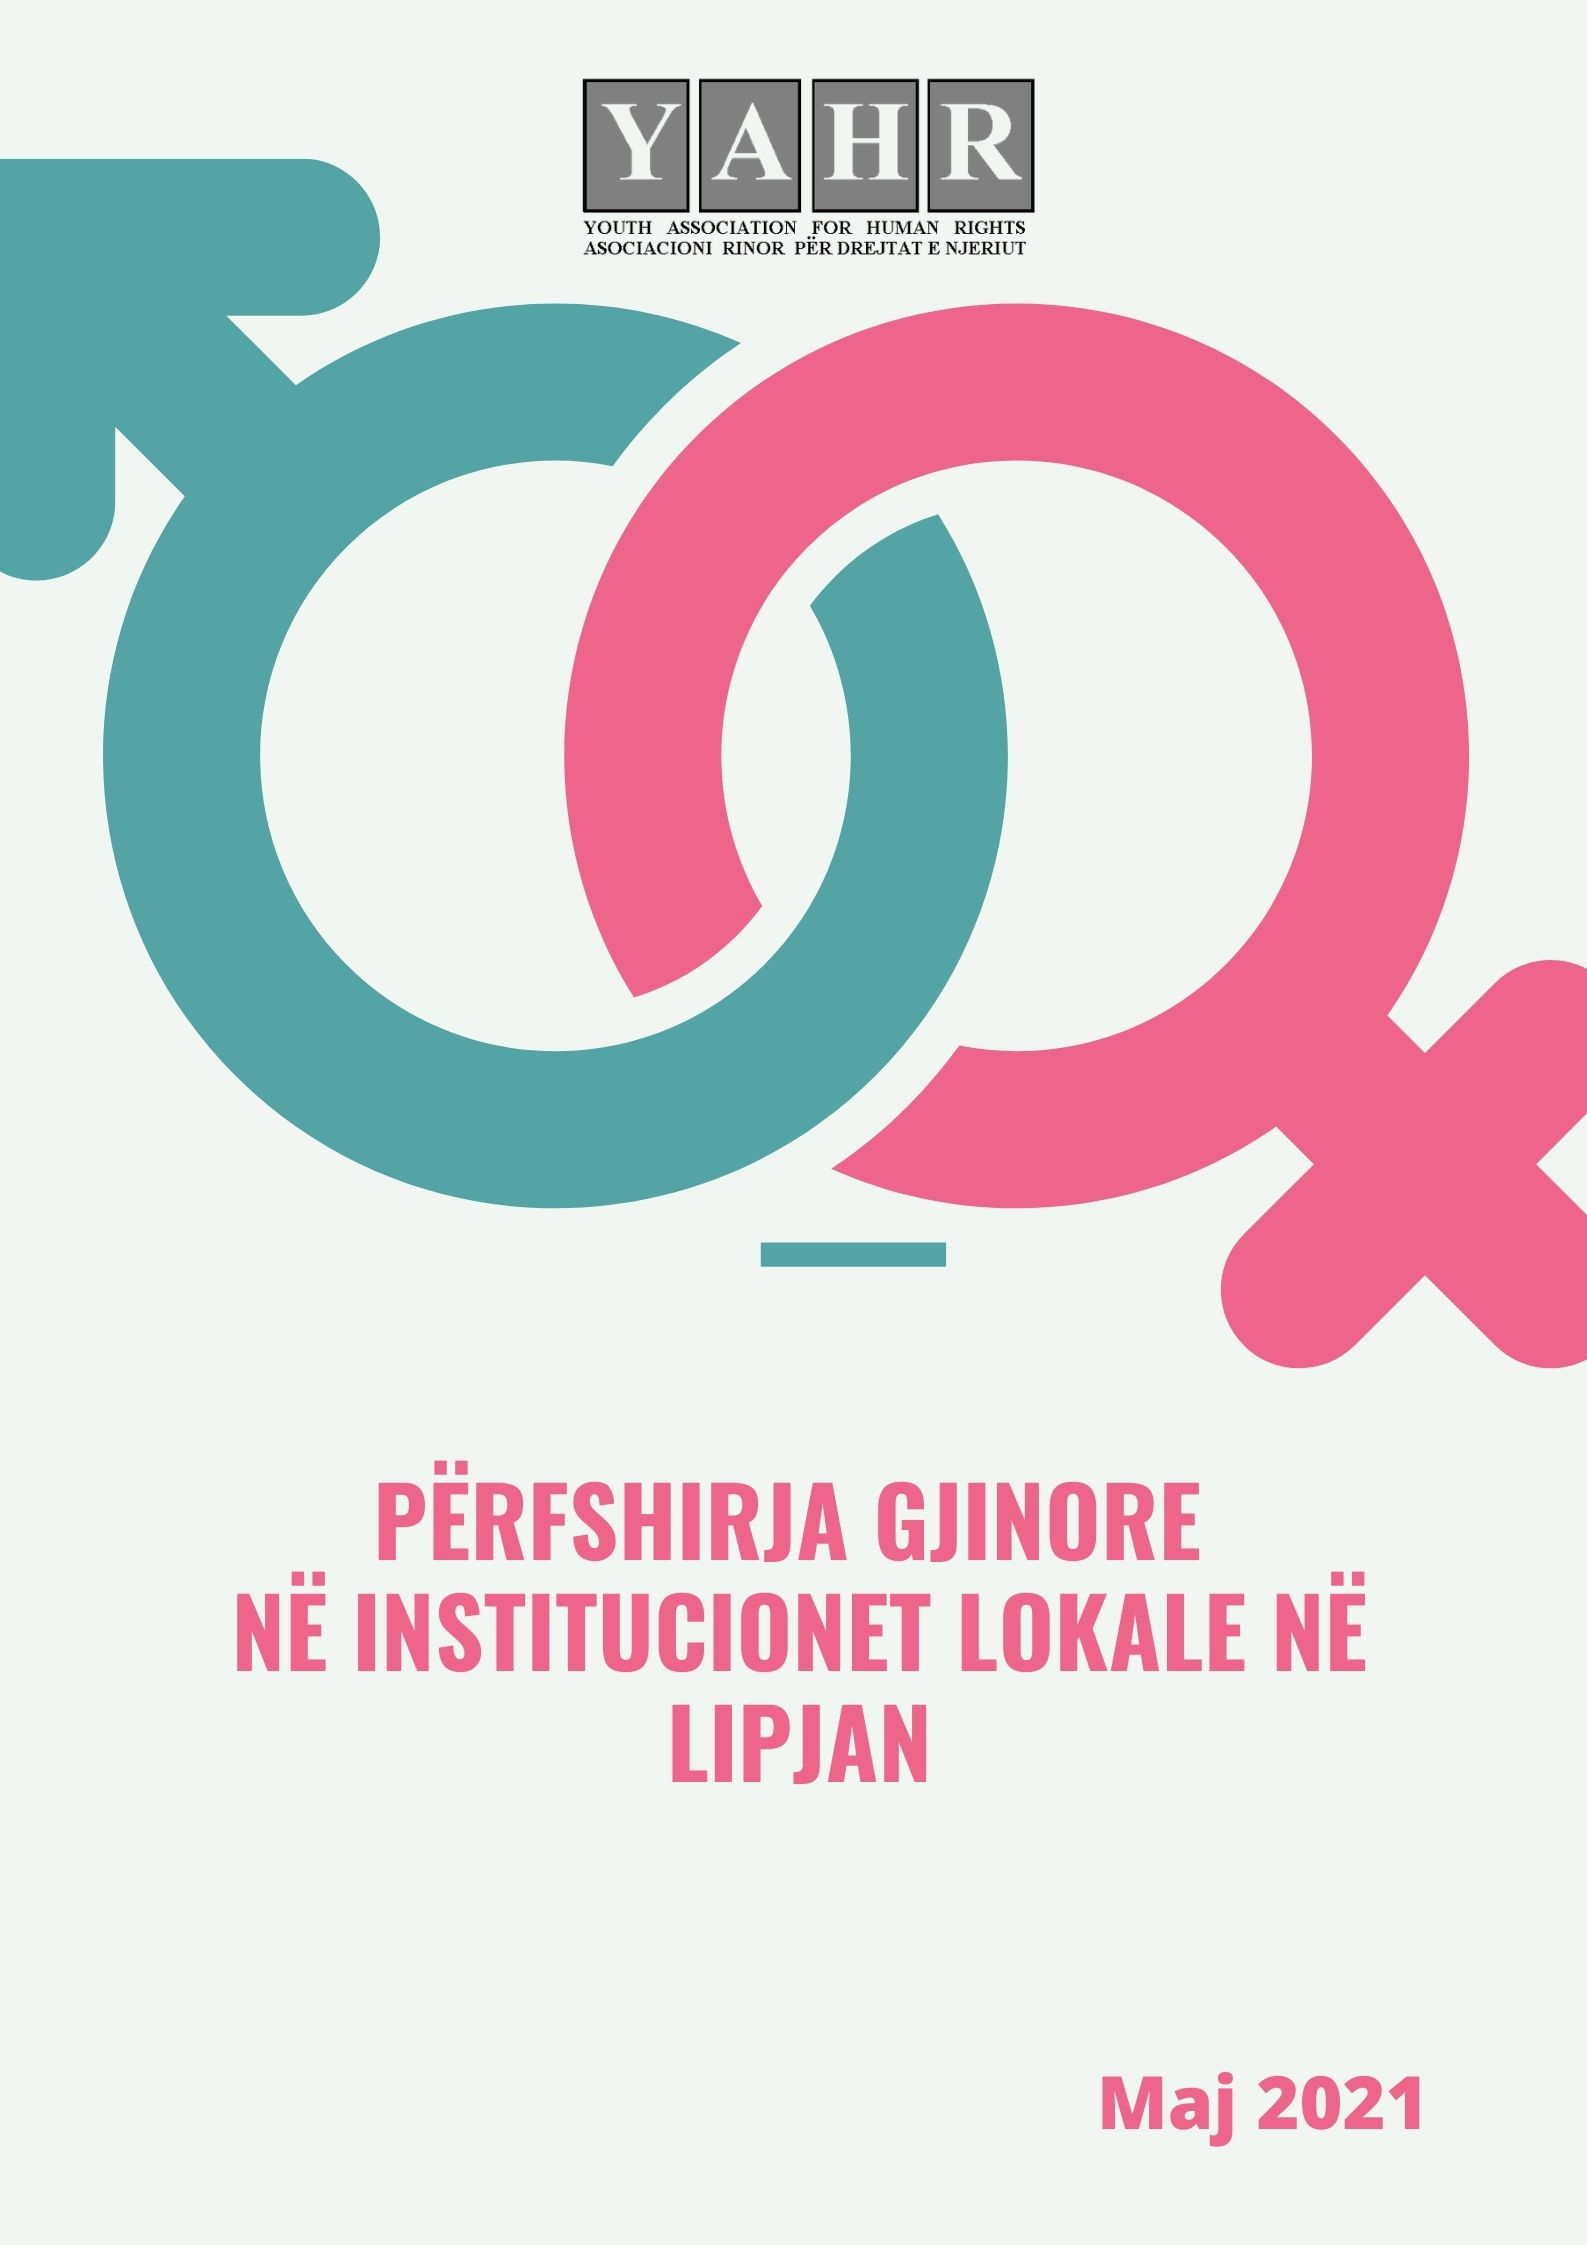 YAHR
YOUTH ASSOCIATION FOR HUMAN RIGHTS
ASOCIACIONI RINOR PËR DREJTAT E NJERIUT
PËRFSHIRJA GJINORE
NË INSTITUCIONET LOKALE NË
LIPJAN
Maj 2021